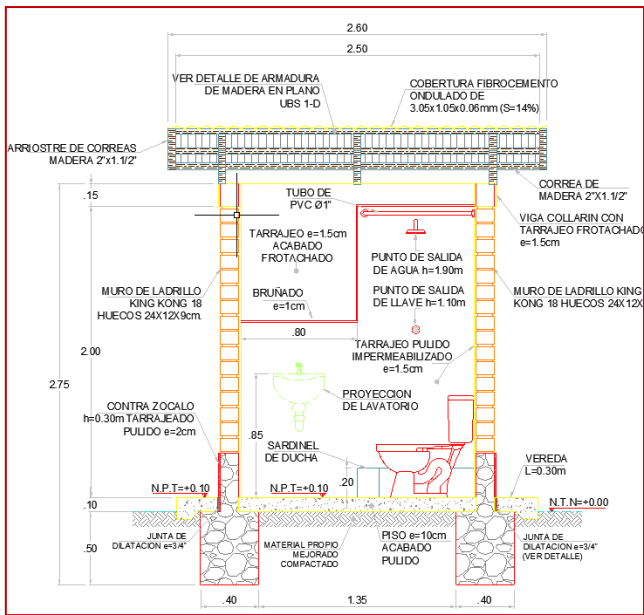 2.60
2.50
VER DETALLE DE ARMADURA
DE MADERA EN PLANO
UBS 1-D
COBERTURA FIBROCEMENTO
ONDULADO DE
3.05x1.05x0.06mm (S=14%)
ARRIOSTRE DE CORREAS
MADERA 2"x1.1/2"
CORREA DE
MADERA 2"X1.1/2"
.15
TUBO DE
PVC Ø1"
VIGA COLLARIN CON
TARRAJEO FROTACHADO
e=1.5cm
TARRAJEO e=1.5cm
ACABADO
FROTACHADO
PUNTO DE SALIDA
DE AGUA h=1.90m
MURO DE LADRILLO
KING KONG 18
HUECOS 24X12X9cm.
BRUÑADO
e=1cm
PUNTO DE SALIDA
DE LLAVE h=1.10m
MURO DE LADRILLO KING
KONG 18 HUECOS 24X12X
.80
2.00
2.75
TARRAJEO PULIDO
IMPERMEABILIZADO
e=1.5cm
PROYECCION
DE LAVATORIO
CONTRA ZOCALO
h=0.30m TARRAJEADO
PULIDO e=2cm
.85
SARDINEL
DE DUCHA
.20
VEREDA
L=0.30m
N.P.T=+0.10
N.P.T=+0.10
N.T.N=+0.00
.10
JUNTA DE
DILATACION e=3/4"
MATERIAL PROPIO
MEJORADO
COMPACTADO
PISO e=10cm
ACABADO
PULIDO
JUNTA DE
DILATACION e=3/4"
(VER DETALLE)
.50
.40
1.35
.40